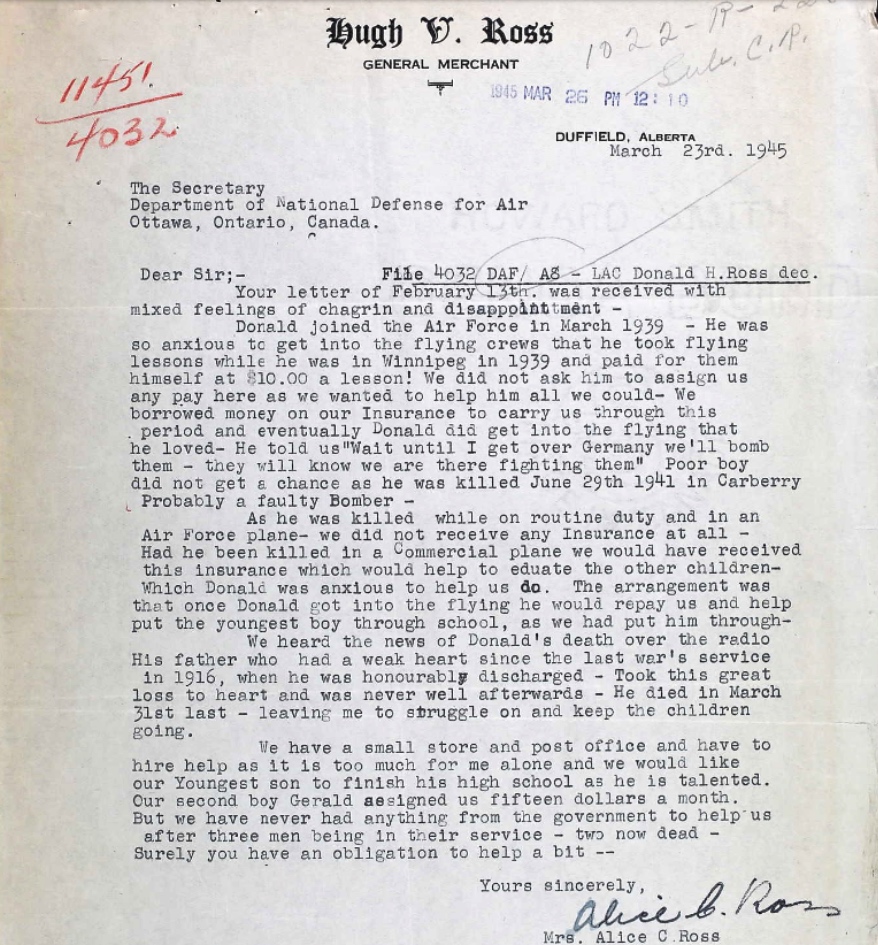 Hugh V. Ross
GENERAL MERCHANT
1022-R-
Sub. C.R.
11451.
4032
1945 MAR 26 PM 12:10
DUFFIELD, ALBERTA
March 23rd. 1945
The Secretary
Department of National Defense for Air
Ottawa, Ontario, Canada.
Dear Sir;- File 4032 DAF/ AS - LAC Donald H.Ross dec.
Your letter of February 13th. was received with
mixed feelings of chagrin and disappointtment -
Donald joined the Air Force in March 1939 - He was
so anxious to get into the flying crews that he took flying
lessons while he was in Winnipeg in 1939 and paid for them
himself at $10.00 a lesson! We did not ask him to assign us
any pay here as we wanted to help him all we could- We
borrowed money on our Insurance to carry us through this
period and eventually Donald did get into the flying that
he loved- He told us"Wait until I get over Germany we'll bomb
them - they will know we are there fighting them" Poor boy
did not get a chance as he was killed June 29th 1941 in Carberry
Probably a faulty Bomber -
As he was killed while on routine duty and in an
Air Force plane- we did not receive any Insurance at all -
Had he been killed in a Commercial plane we would have received
this insurance which would help to eduate the other children-
Which Donald was anxious to help us do. The arrangement was
that once Donald got into the flying he would repay us and help
put the youngest boy through school, as we had put him through-
We heard the news of Donald's death over the radio
His father who had a weak heart since the last war's service
in 1916, when he was honourably discharged - Took this great
loss to heart and was never well afterwards - He died in March
31st last - leaving me to struggle on and keep the children
going.
We have a small store and post office and have to
hire help as it is too much for me alone and we would like
our Youngest son to finish his high school as he is talented.
Our second boy Gerald assigned us fifteen dollars a month.
But we have never had anything from the government to help us
after three men being in their service - two now dead -
Surely you have an obligation to help a bit --
Yours sincerely,
Alice C. Ross
Mrs. Alice C.Ross